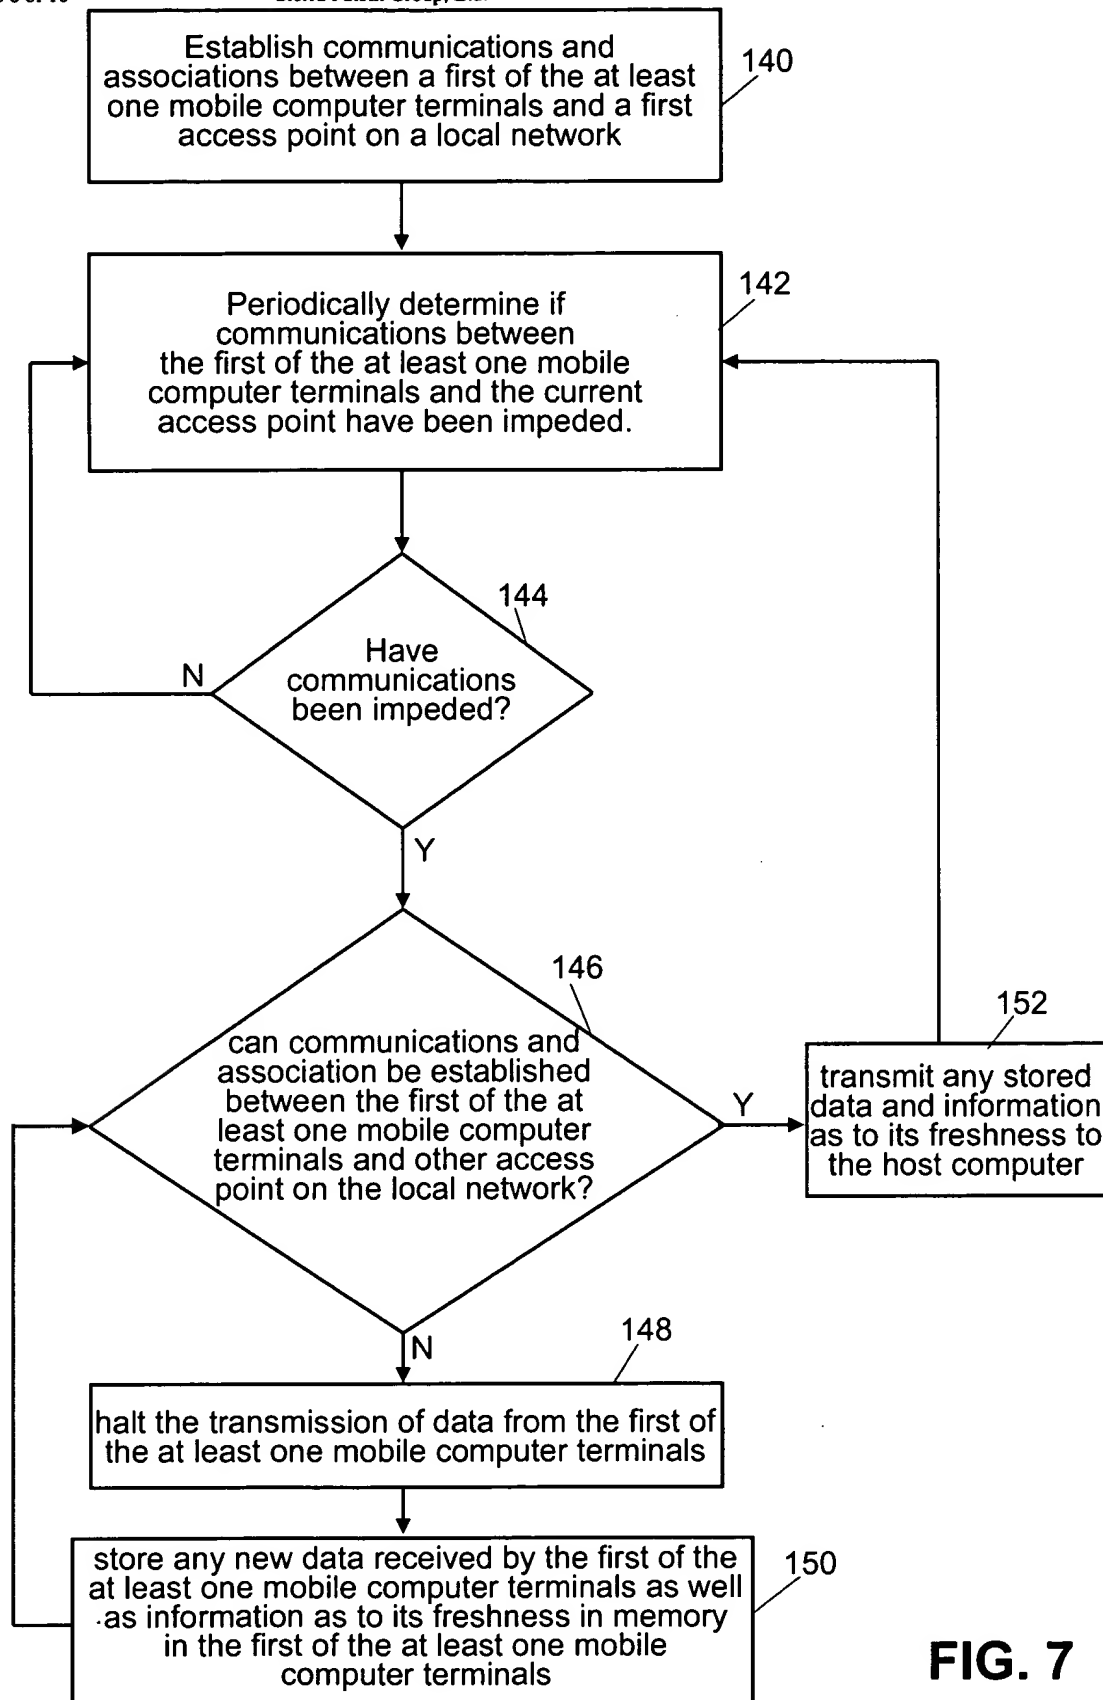 Establish communications and
associations between a first of the at least
one mobile computer terminals and a first
access point on a local network
140
Periodically determine if
communications between
the first of the at least one mobile
computer terminals and the current
access point have been impeded.
142
144
Have
communications
been impeded?
N
Y
146
can communications and
association be established
between the first of the at
least one mobile computer
terminals and other access
point on the local network?
Y
152
transmit any stored
data and information
as to its freshness to
the host computer
N
148
halt the transmission of data from the first of
the at least one mobile computer terminals
store any new data received by the first of the
at least one mobile computer terminals as well
as information as to its freshness in memory
in the first of the at least one mobile
computer terminals
150
FIG. 7